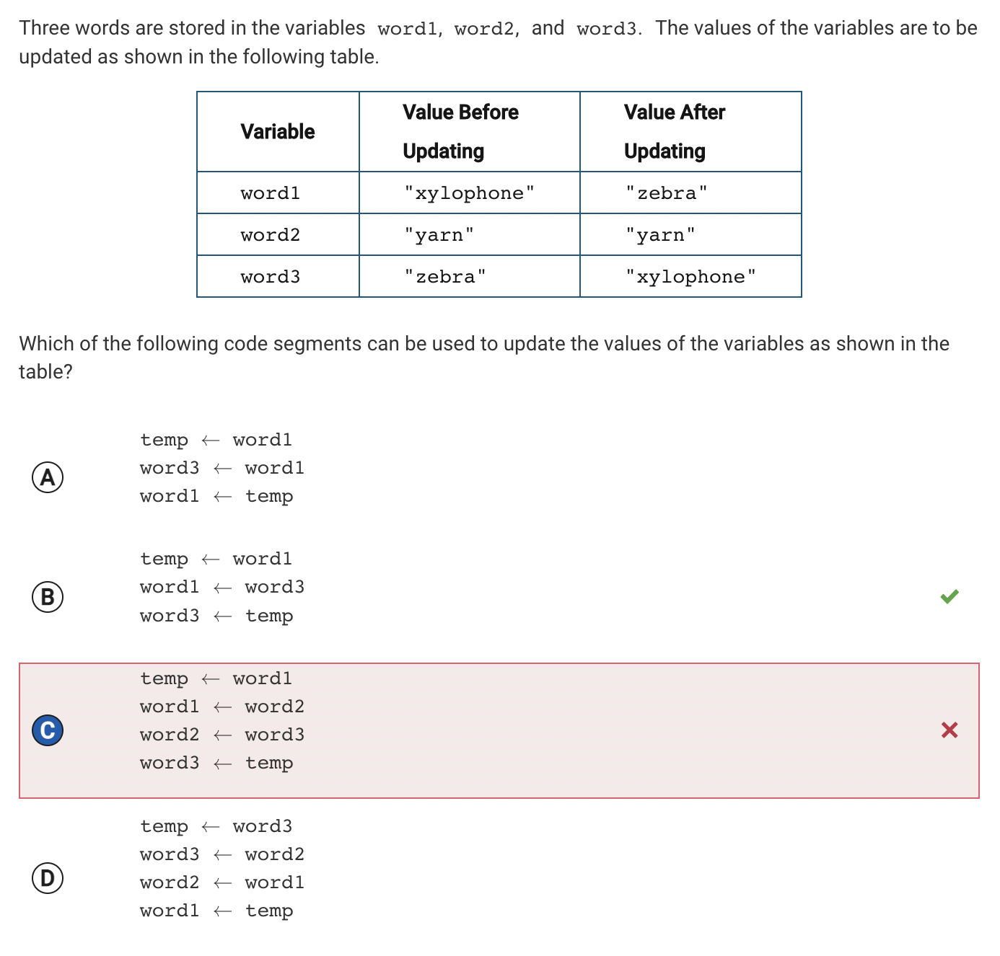 Three words are stored in the variables word1, word2, and word3. The values of the variables are to be
updated as shown in the following table.
Variable Value Before Updating Value After Updating
word1 "xylophone" "zebra"
word2 "yarn" "yarn"
word3 "zebra" "xylophone"
Which of the following code segments can be used to update the values of the variables as shown in the
table?
A
temp ← word1
word3 ← word1
word1 ← temp
B
temp ← word1
word1 ← word3
word3 ← temp
C
temp ← word1
word1 ← word2
word2 ← word3
word3 ← temp
D
temp ← word3
word3 ← word2
word2 ← word1
word1 ← temp